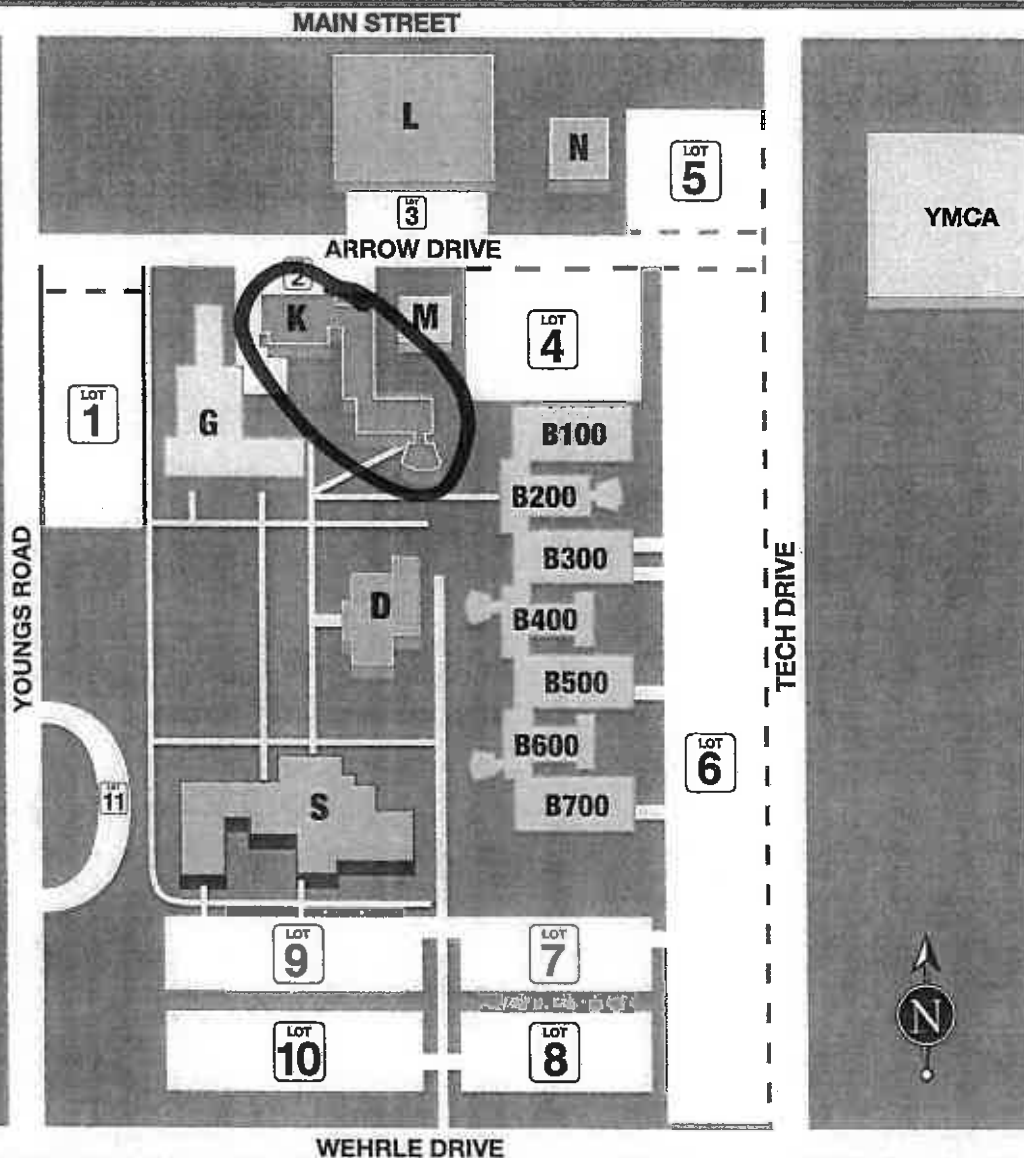 MAIN STREET
L
N
LOT
5
LOT
3
YMCA
ARROW DRIVE
2
K
M
LOT
4
LOT
1
G
B100
B200
B300
YOUNGS ROAD
TECH DRIVE
D
B400
B500
B600
LOT
6
LOT
11
S
B700
LOT
9
LOT
7
N
LOT
10
LOT
8
WEHRLE DRIVE